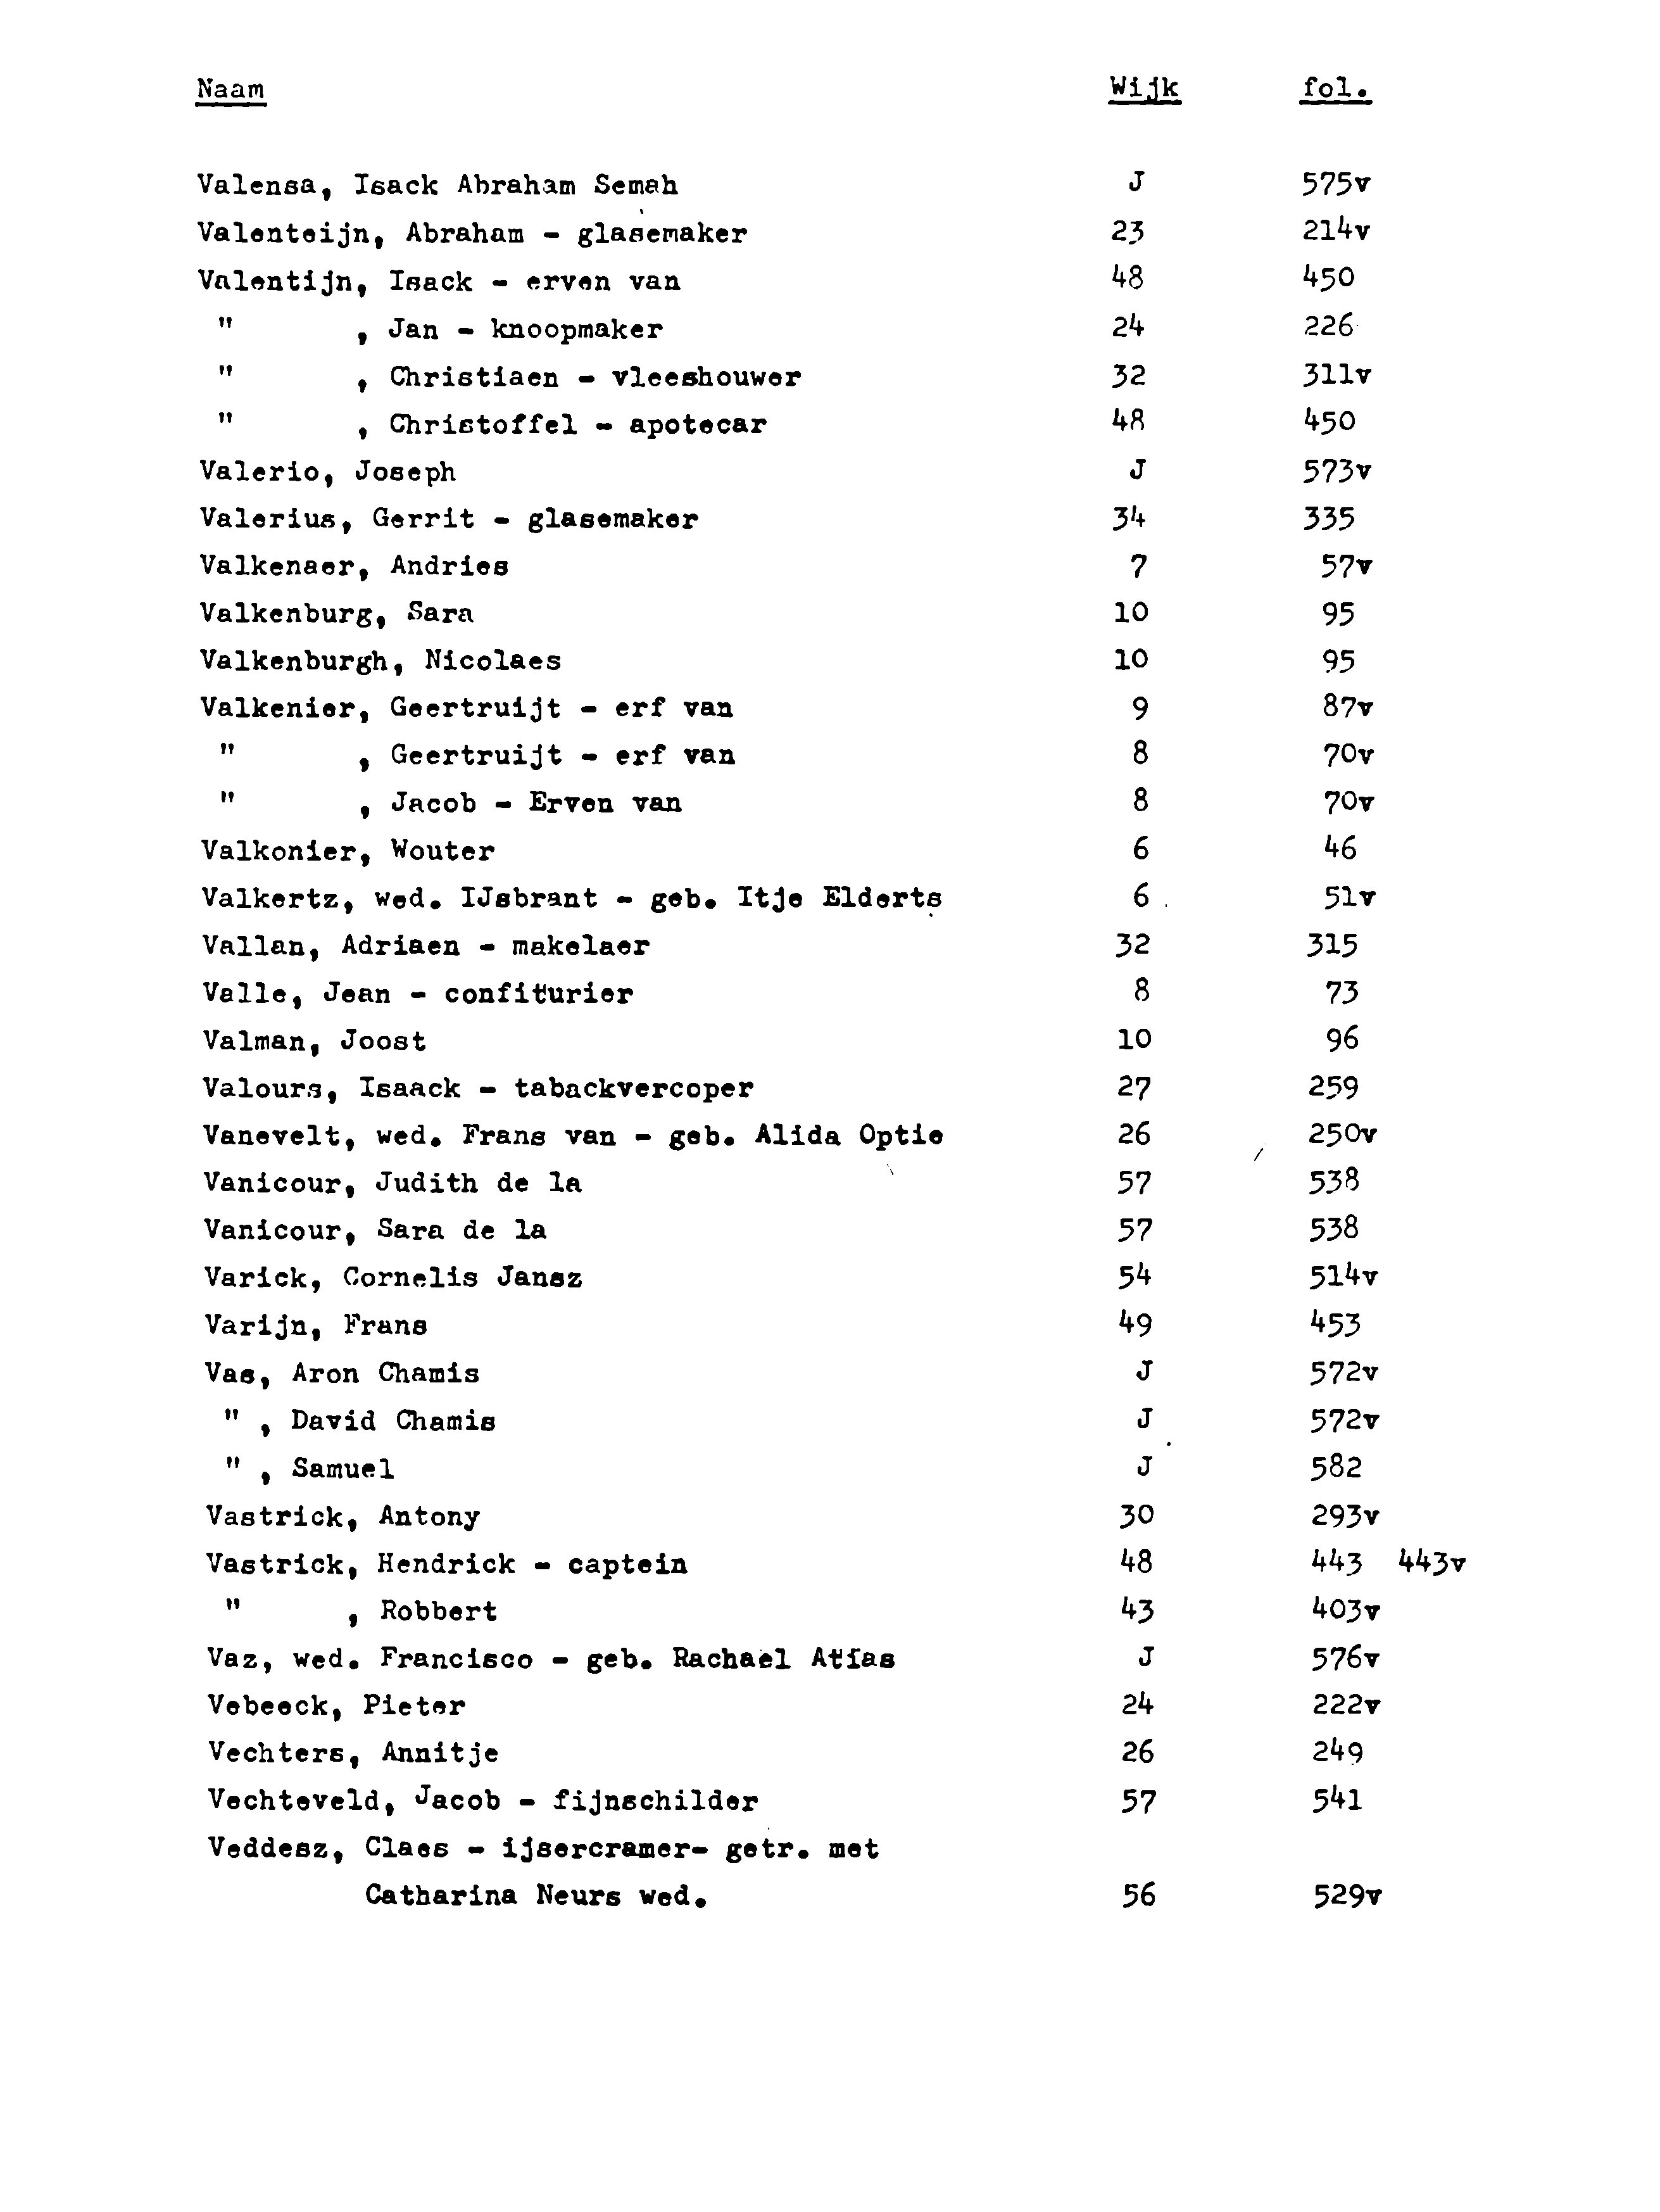 Naam Wijk fol.
Valensa, Isack Abraham Semah J 575v
Valenteijn, Abraham - glasemaker 23 214v
Valentijn, Isack - erven van 48 450
" , Jan - knoopmaker 24 226
" , Christiaen - vleeshouwer 32 311v
" , Christoffel - apotecar 48 450
Valerio, Joseph J 573v
Valerius, Gerrit - glasemaker 34 335
Valkenaer, Andries 7 57v
Valkenburg, Sara 10 95
Valkenburgh, Nicolaes 10 95
Valkenier, Geertruijt - erf van 9 87v
" , Geertruijt - erf van 8 70v
" , Jacob - Erven van 8 70v
Valkonier, Wouter 6 46
Valkertz, wed. IJsbrant - geb. Itje Elderts 6 51v
Vallan, Adriaen - makelaer 32 315
Valle, Jean - confiturier 8 73
Valman, Joost 10 96
Valours, Isaack - tabackvercoper 27 259
Vanevelt, wed. Frans van - geb. Alida Optie 26 250v
Vanicour, Judith de la 57 538
Vanicour, Sara de la 57 538
Varick, Cornelis Jansz 54 514v
Varijn, Frans 49 453
Vas, Aron Chamis J 572v
" , David Chamis J 572v
" , Samuel J 582
Vastrick, Antony 30 293v
Vastrick, Hendrick - captein 48 443 443v
" , Robbert 43 403v
Vaz, wed. Francisco - geb. Rachael Atias J 576v
Vebeeck, Pieter 24 222v
Vechters, Annitje 26 249
Vechteveld, Jacob - fijnschilder 57 541
Veddesz, Claes - ijsercramer- getr. met
Catharina Neurs wed. 56 529v